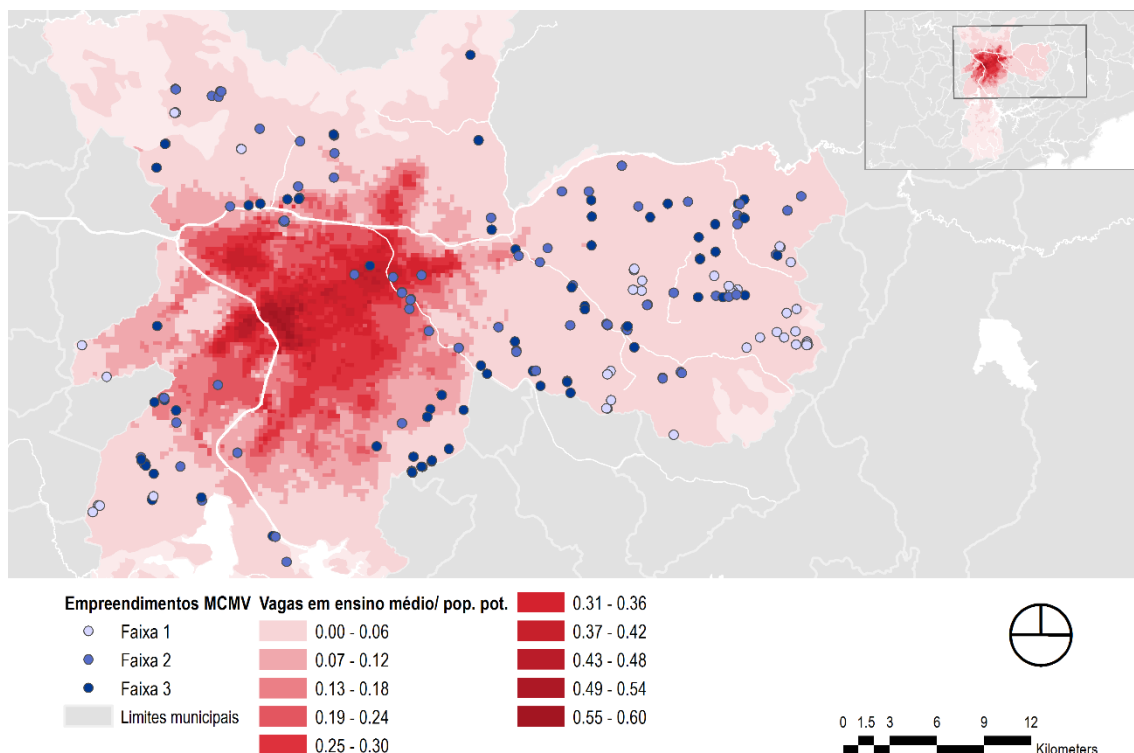 Empreendimentos MCMV
Faixa 1
Faixa 2
Faixa 3
Limites municipais
Vagas em ensino médio/ pop. pot.
0.00 - 0.06
0.07 - 0.12
0.13 - 0.18
0.19 - 0.24
0.25 - 0.30
0.31 - 0.36
0.37 - 0.42
0.43 - 0.48
0.49 - 0.54
0.55 - 0.60
0 1.5 3 6 9 12
Kilometers